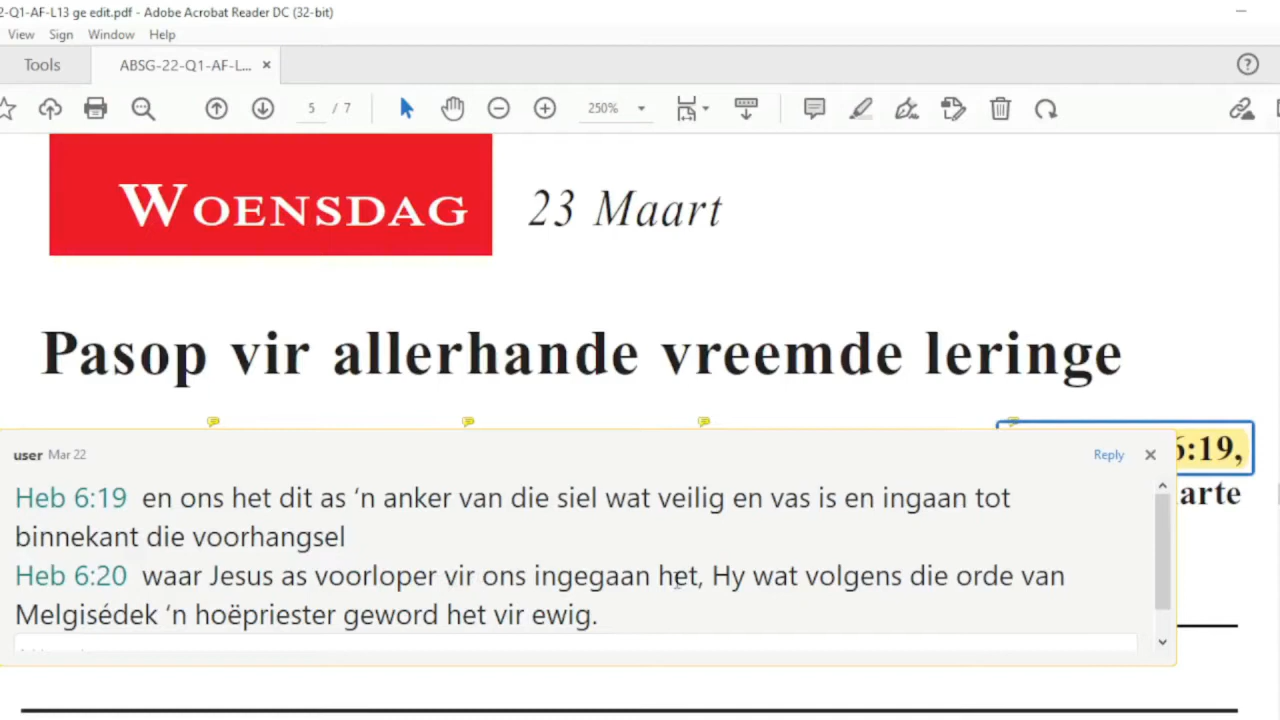 2-Q1-AF-L13 ge edit.pdf - Adobe Acrobat Reader DC (32-bit)
View Sign Window Help
Tools ABSG-22-Q1-AF-L... ×
5 / 7 250%
WOENSDAG 23 Maart
Pasop vir allerhande vreemde leringe
6:19,
arte
user Mar 22 Reply
Heb 6:19 en ons het dit as ‘n anker van die siel wat veilig en vas is en ingaan tot
binnekant die voorhangsel
Heb 6:20 waar Jesus as voorloper vir ons ingegaan het, Hy wat volgens die orde van
Melgisédek ‘n hoëpriester geword het vir ewig.